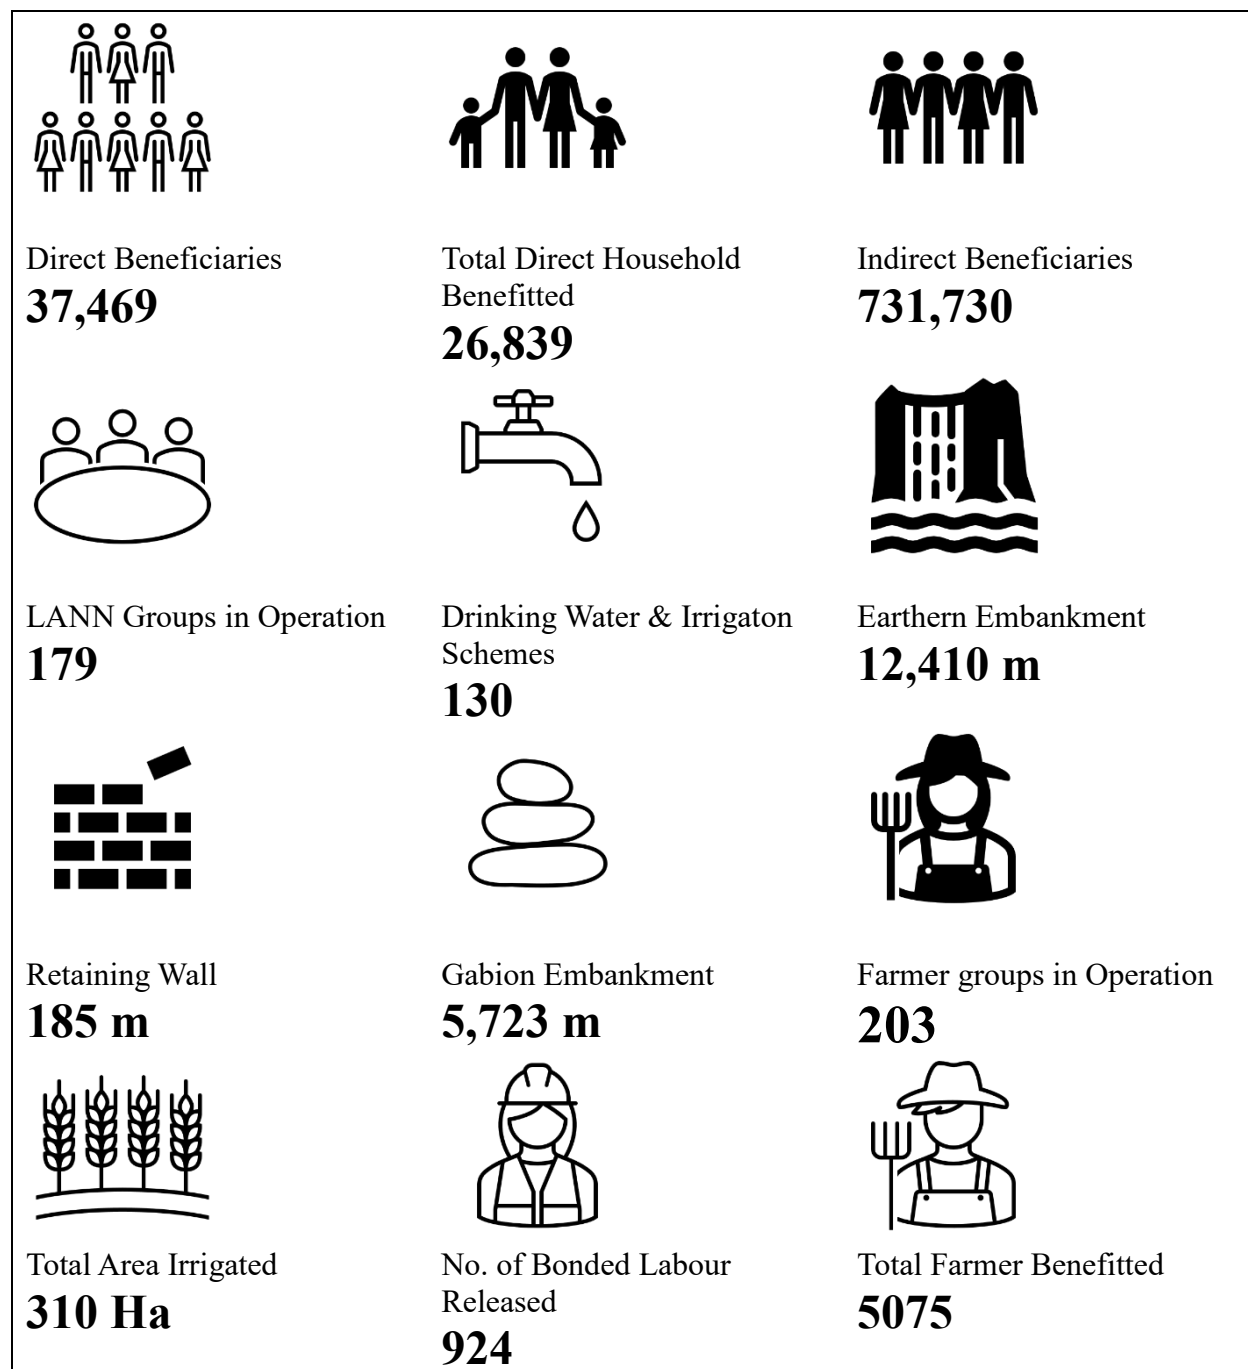 Direct Beneficiaries
37,469
Total Direct Household
Benefitted
26,839
Indirect Beneficiaries
731,730
LANN Groups in Operation
179
Drinking Water & Irrigaton
Schemes
130
Earthern Embankment
12,410 m
Retaining Wall
185 m
Gabion Embankment
5,723 m
Farmer groups in Operation
203
Total Area Irrigated
310 Ha
No. of Bonded Labour
Released
924
Total Farmer Benefitted
5075